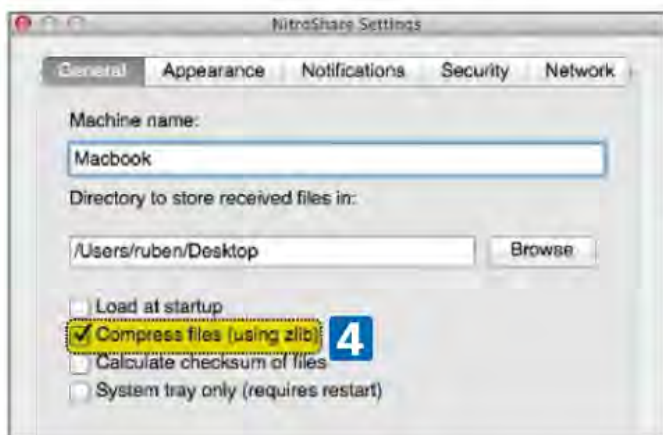 NitroShare Settings
General Appearance Notifications Security Network
Machine name:
Macbook
Directory to store received files in:
/Users/ruben/Desktop Browse
Load at startup
Compress files (using zlib) 4
Calculate checksum of files
System tray only (requires restart)